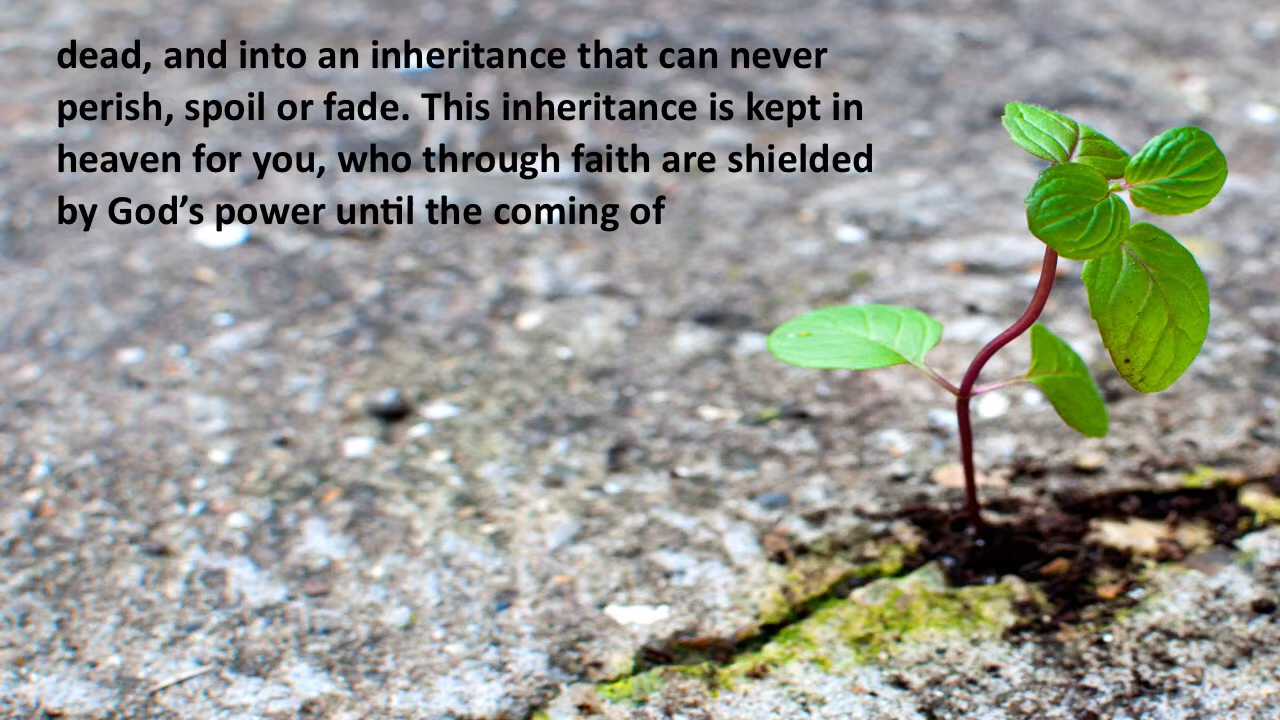 dead, and into an inheritance that can never
perish, spoil or fade. This inheritance is kept in
heaven for you, who through faith are shielded
by God’s power until the coming of